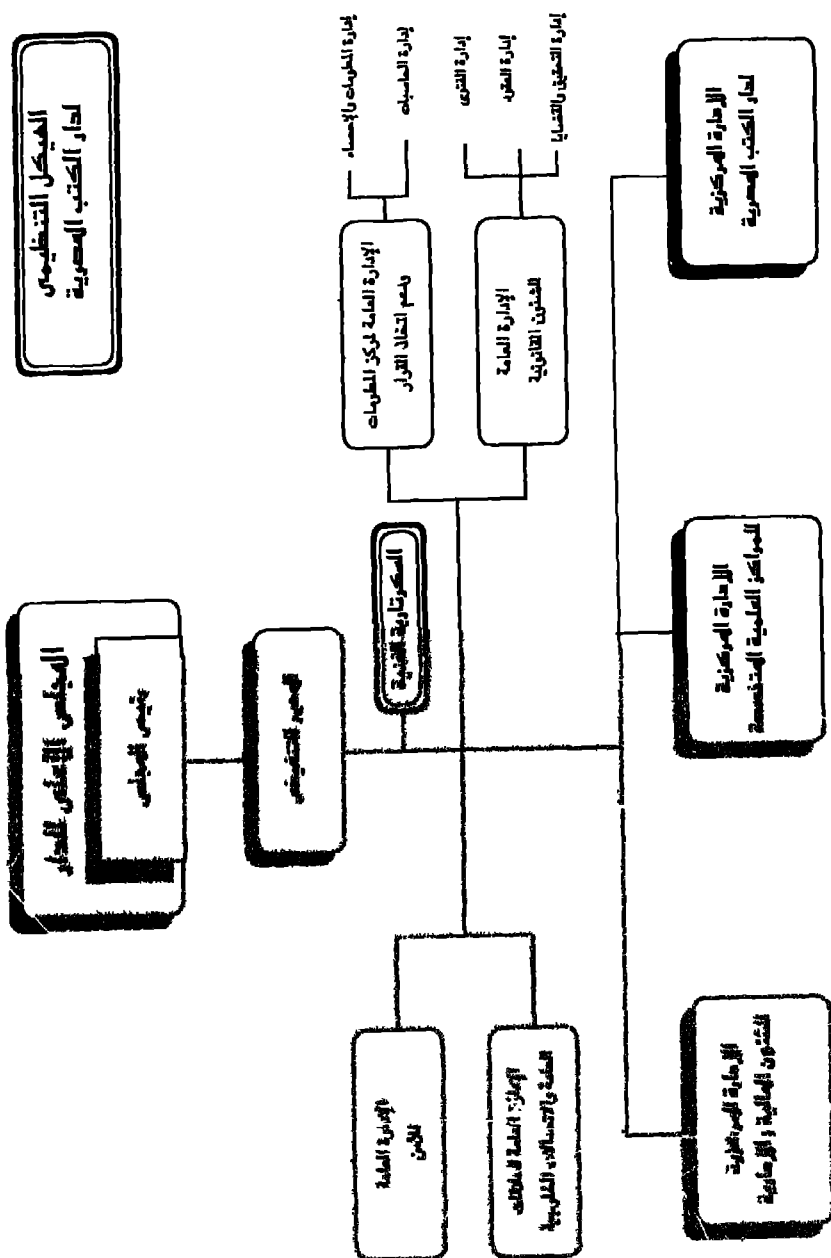 الهيكل التنظيمى
لدار الكتب المصرية
المجلس الأعلى للدار
رئيس المجلس
المدير التنفيذى
السكرتارية الفنية
الإدارة العامة لمركز المعلومات
ودعم اتخاذ القرار
إدارة المعلومات والإحصاء
إدارة الحاسبات
الإدارة العامة
للشئون القانونية
إدارة الفتوى
إدارة العقود
إدارة التحقيق والقضايا
الإدارة العامة
للأمن
الإدارة العامة للعلاقات
العامة والاتصالات الخارجية
الإدارة المركزية
لدار الكتب المصرية
الإدارة المركزية
للمراكز العلمية المتخصصة
الإدارة المركزية
للشئون المالية والإدارية